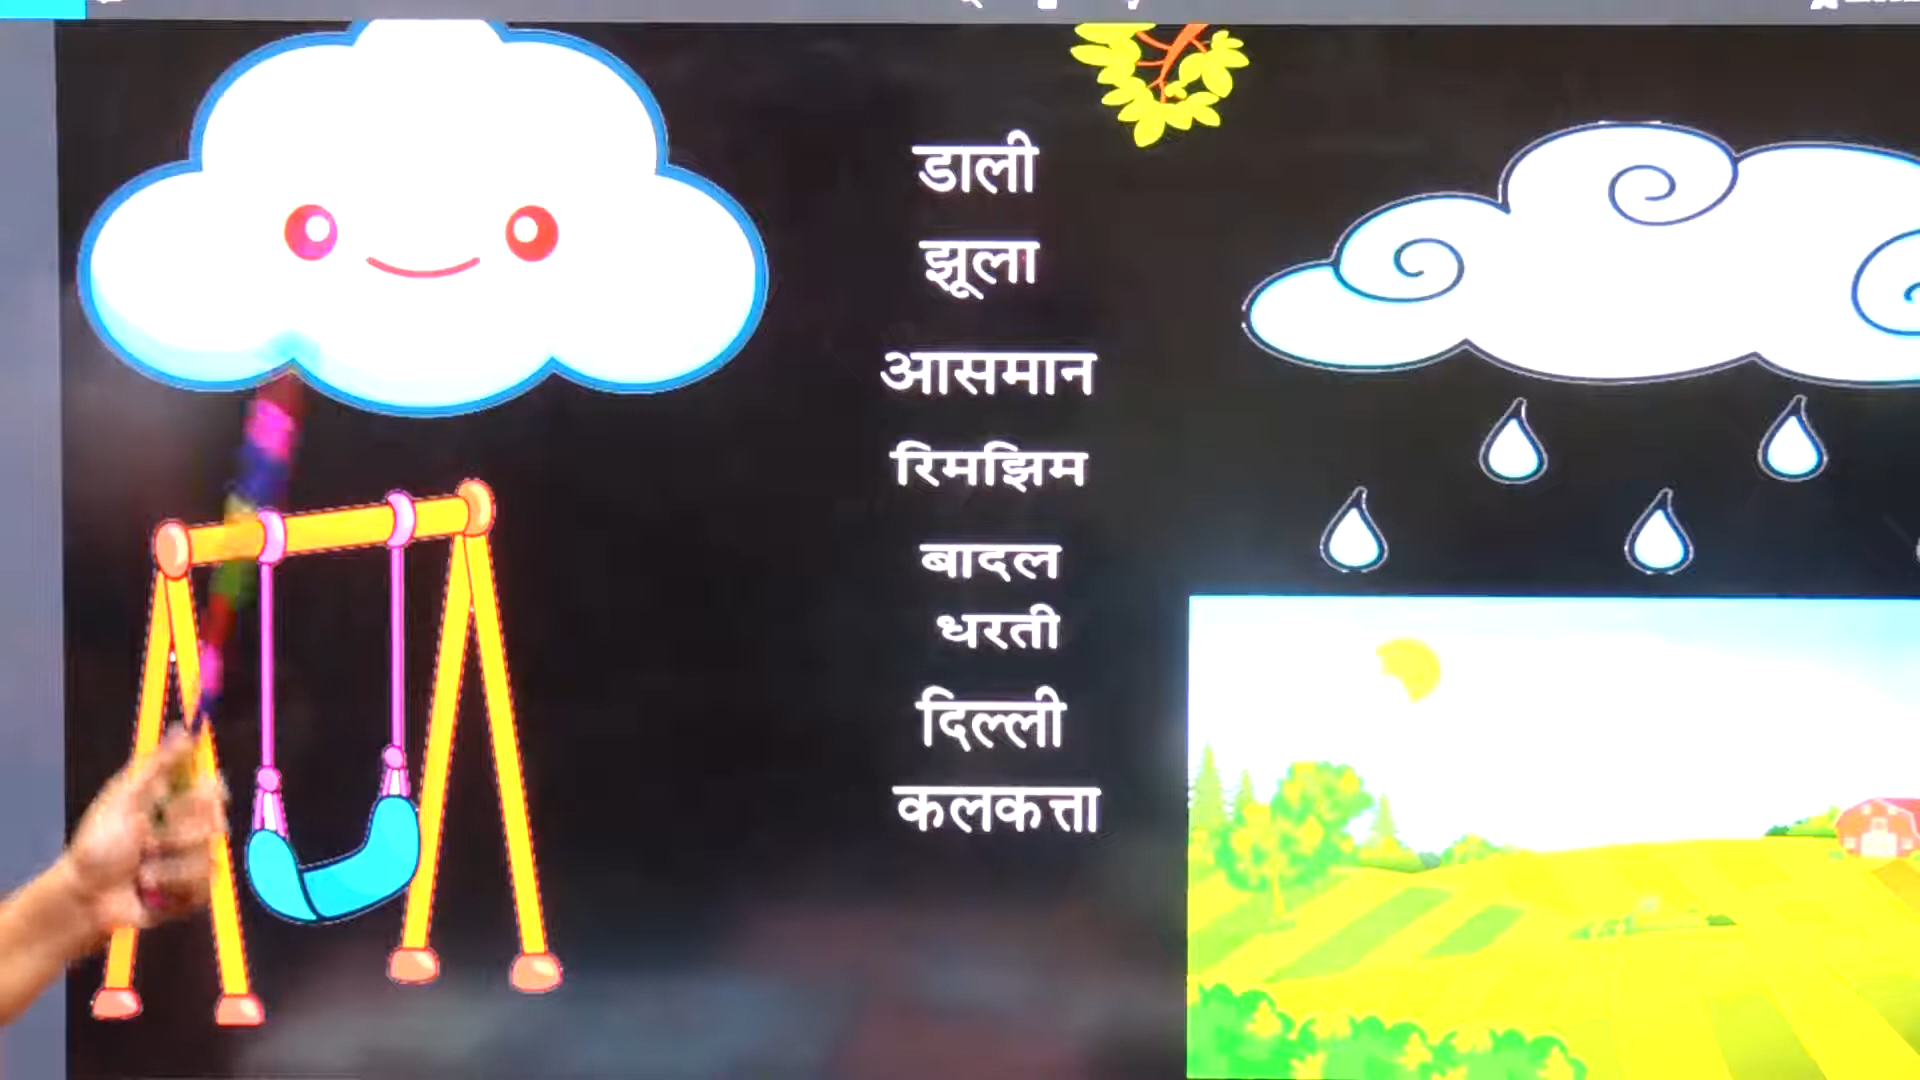 डाली
झूला
आसमान
रिमझिम
बादल
धरती
दिल्ली
कलकत्ता